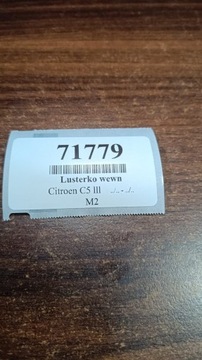 71779
Lusterko wewn
Citroen C5 lll ./. - ./.
M2